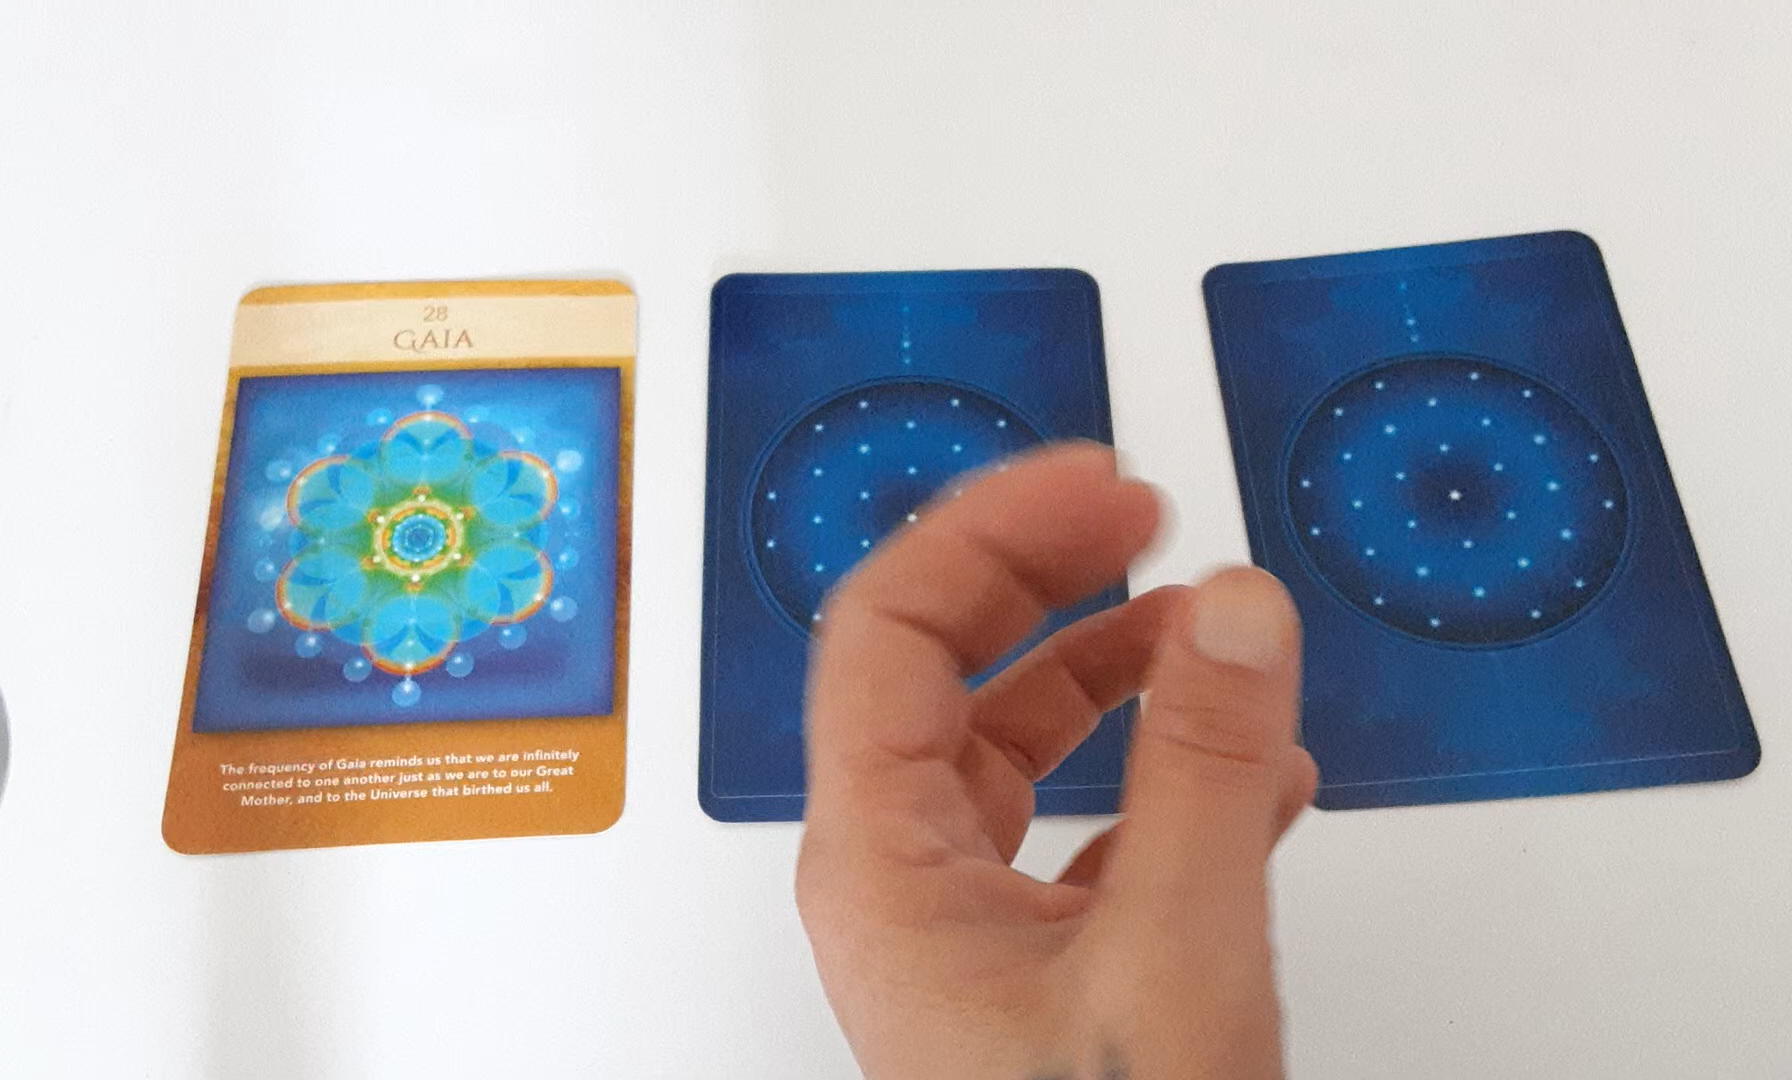 28
GAIA
The frequency of Gaia reminds us that we are infinitely
connected to one another just as we are to our Great
Mother, and to the Universe that birthed us all.